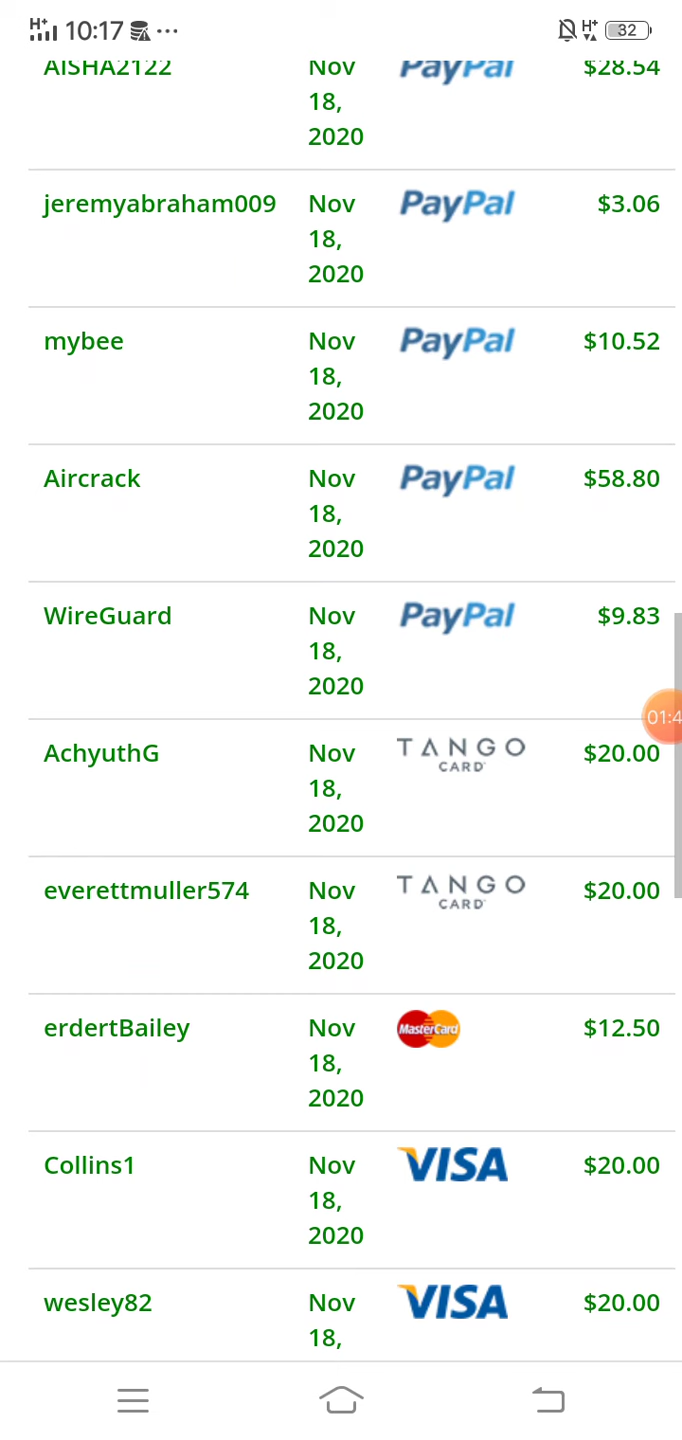 H+ 10:17 ... H+ 32
AISHA2122 Nov PayPal $28.54
18,
2020
jeremyabraham009 Nov PayPal $3.06
18,
2020
mybee Nov PayPal $10.52
18,
2020
Aircrack Nov PayPal $58.80
18,
2020
WireGuard Nov PayPal $9.83
18,
2020
01:4
AchyuthG Nov TANGO $20.00
CARD
18,
2020
everettmuller574 Nov TANGO $20.00
CARD
18,
2020
erdertBailey Nov MasterCard $12.50
18,
2020
Collins1 Nov VISA $20.00
18,
2020
wesley82 Nov VISA $20.00
18,